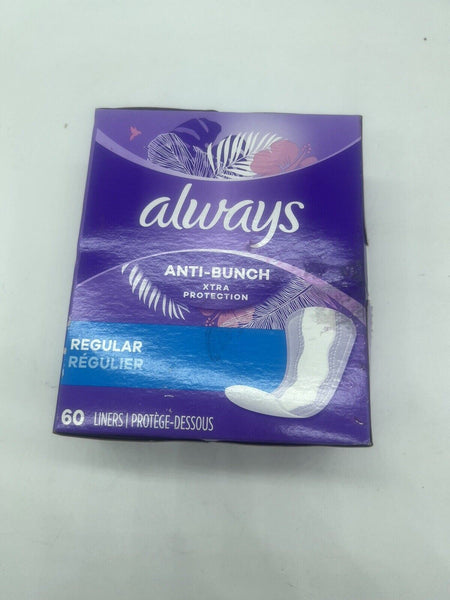 always
ANTI-BUNCH
XTRA
PROTECTION
REGULAR
RÉGULIER
60 LINERS | PROTÈGE-DESSOUS